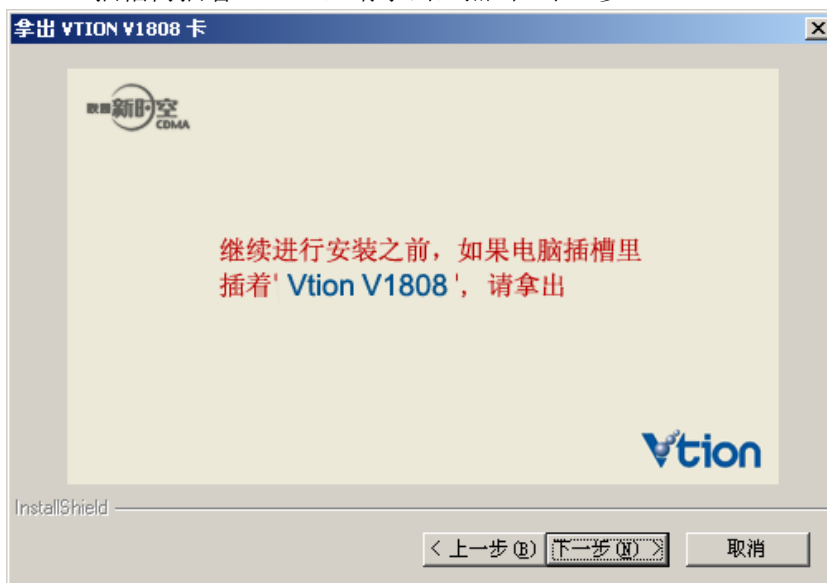 拿出 VTION V1808 卡
新时空
CDMA
继续进行安装之前，如果电脑插槽里
插着' Vtion V1808 '，请拿出
Vtion
InstallShield
< 上一步(B)
下一步(N) >
取消